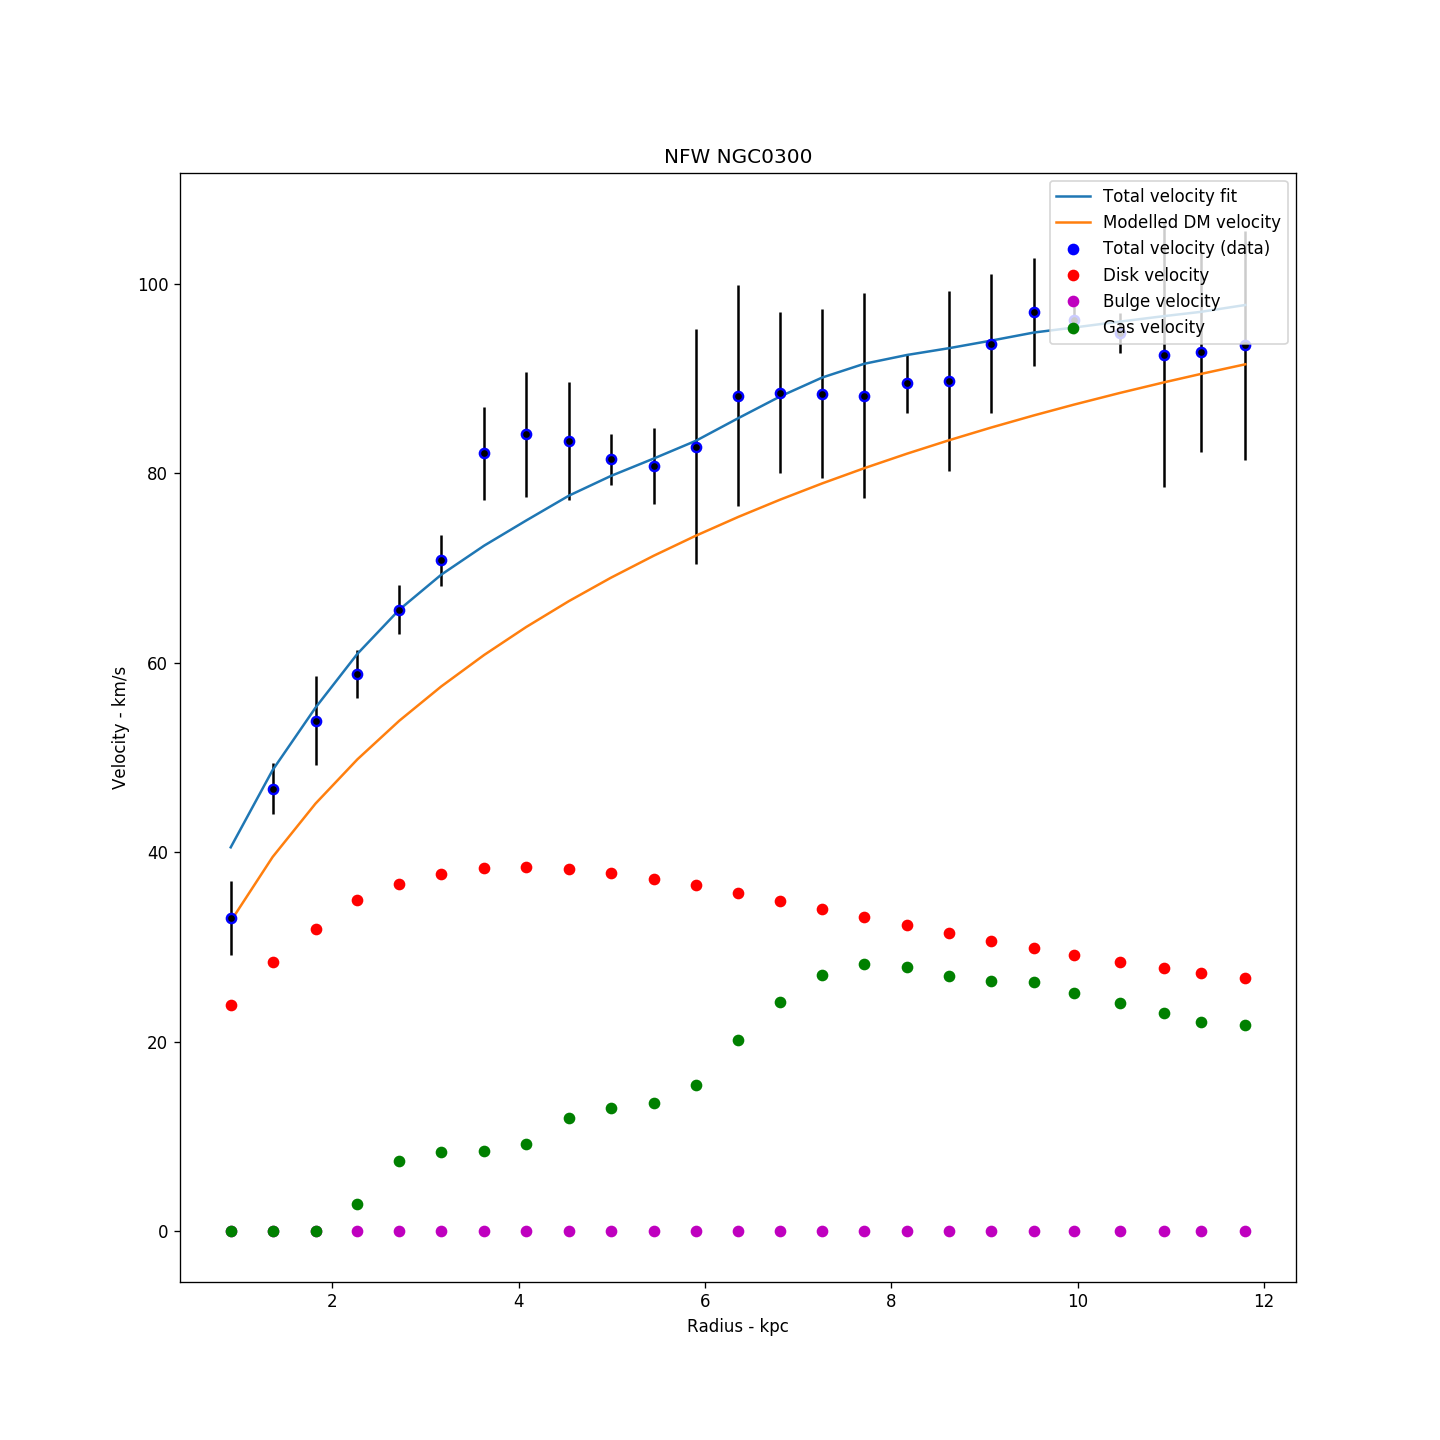 NFW NGC0300
Total velocity fit
Modelled DM velocity
Total velocity (data)
Disk velocity
Bulge velocity
Gas velocity
100
80
60
40
20
0
Velocity - km/s
2 4 6 8 10 12
Radius - kpc